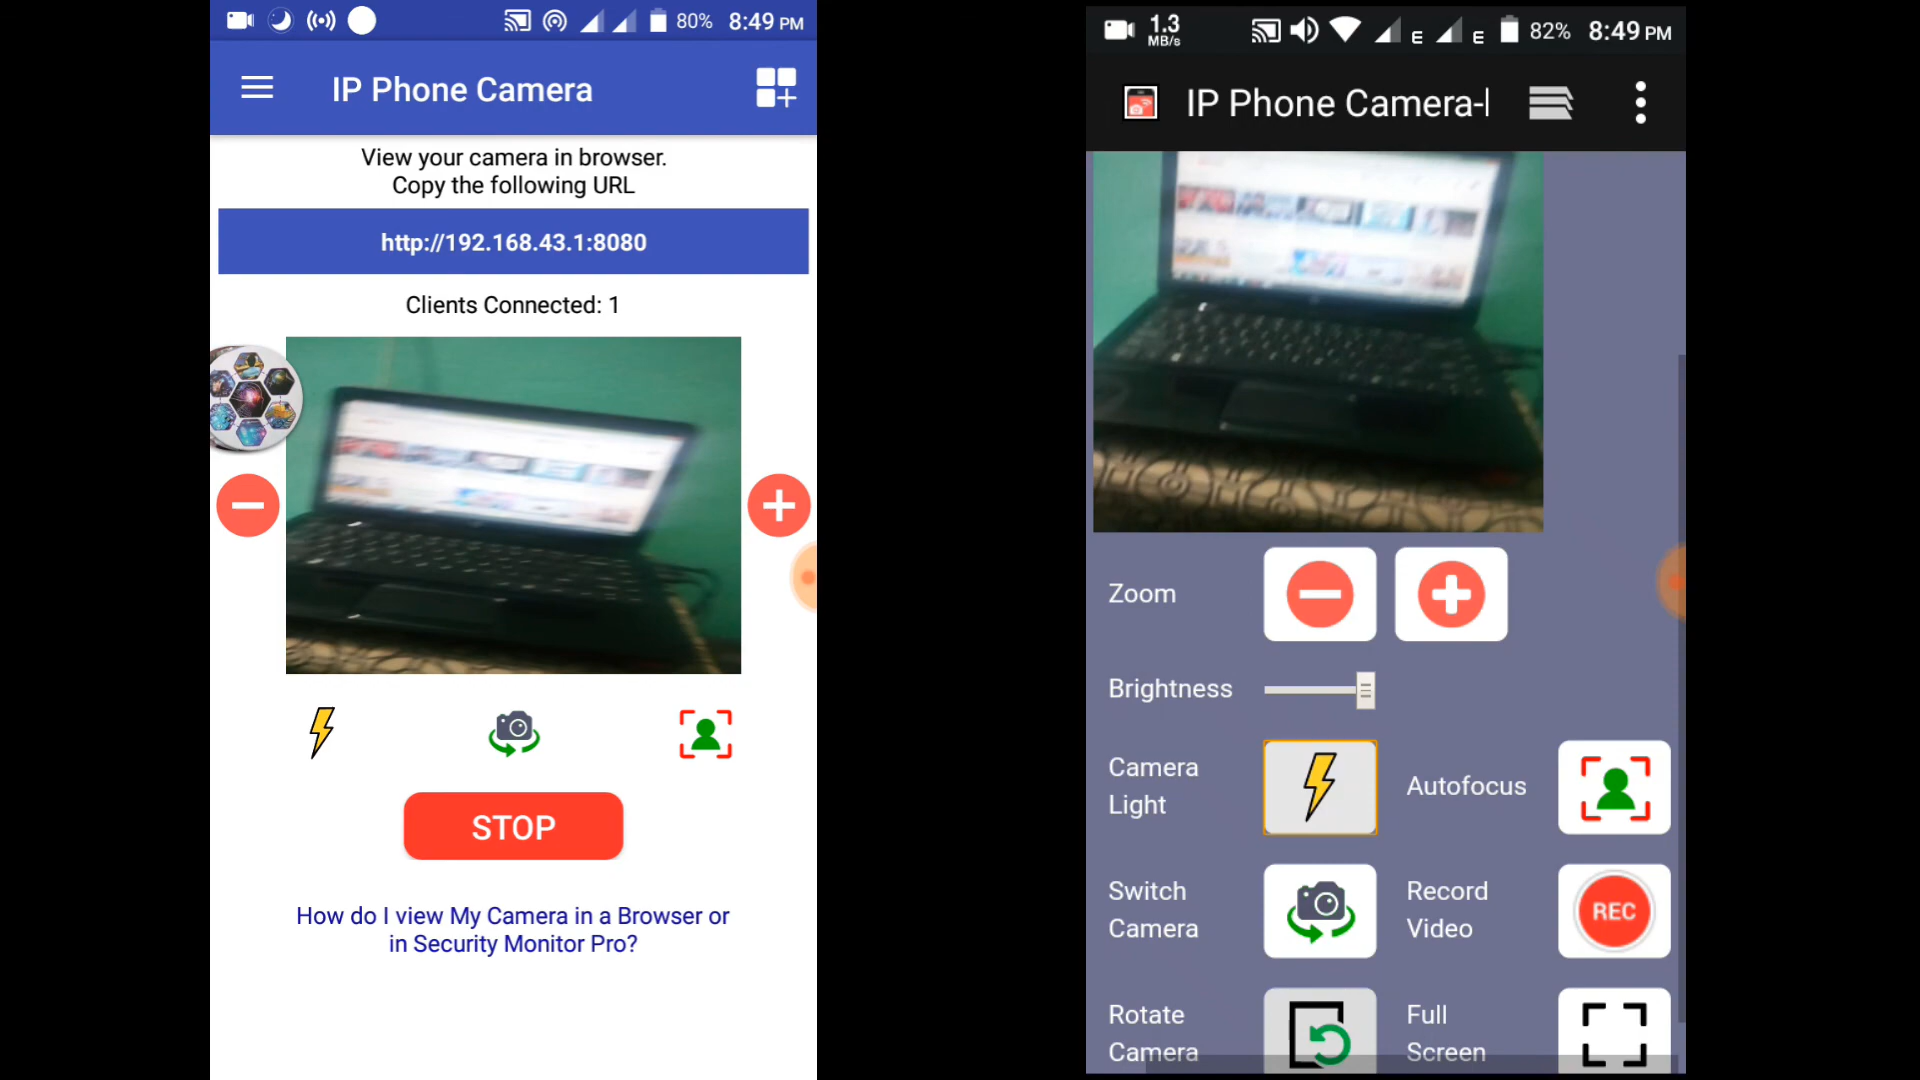 80% 8:49 PM
IP Phone Camera
View your camera in browser.
Copy the following URL
http://192.168.43.1:8080
Clients Connected: 1
STOP
How do I view My Camera in a Browser or
in Security Monitor Pro?
1.3
MB/s
E E 82% 8:49 PM
IP Phone Camera-
Zoom
Brightness
Camera
Light
Autofocus
Switch
Camera
Record
Video
REC
Rotate
Camera
Full
Screen